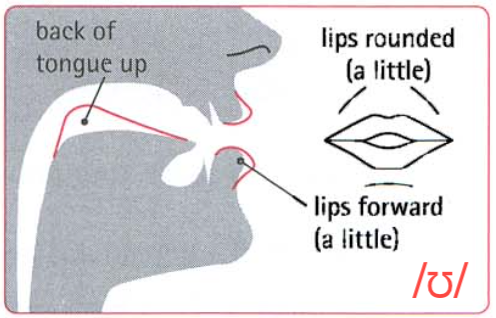 back of
tongue up
lips rounded
(a little)
lips forward
(a little)
/ʊ/